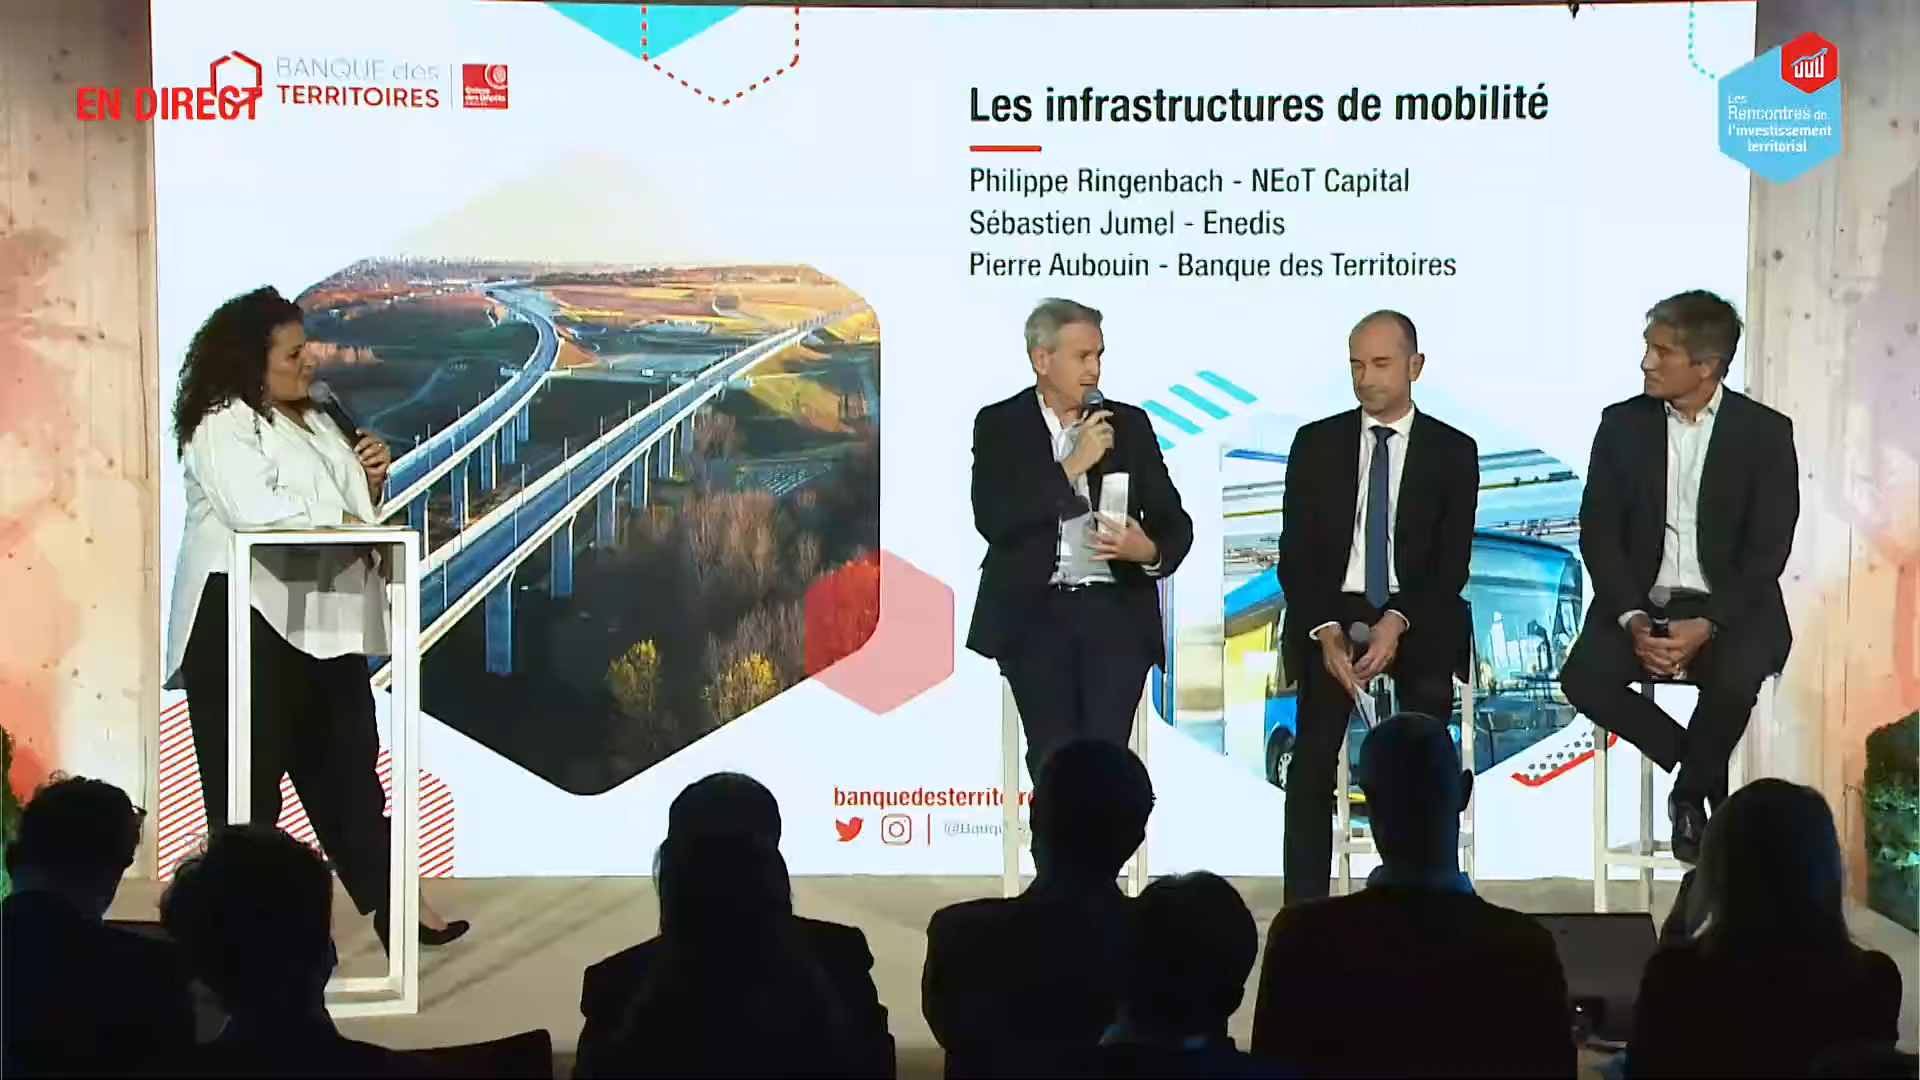 EN DIRECT
BANQUE des
TERRITOIRES
Les infrastructures de mobilité
Philippe Ringenbach - NEoT Capital
Sébastien Jumel - Enedis
Pierre Aubouin - Banque des Territoires
Les
Rencontres de
l'investissement
territorial
banquedesterritoire